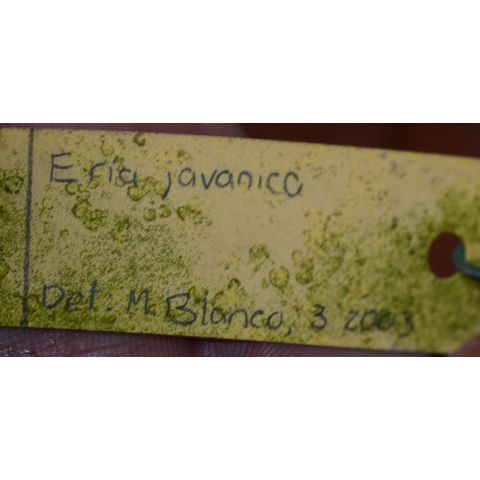 Eria javanica
Det: M Blanco, 3 2003